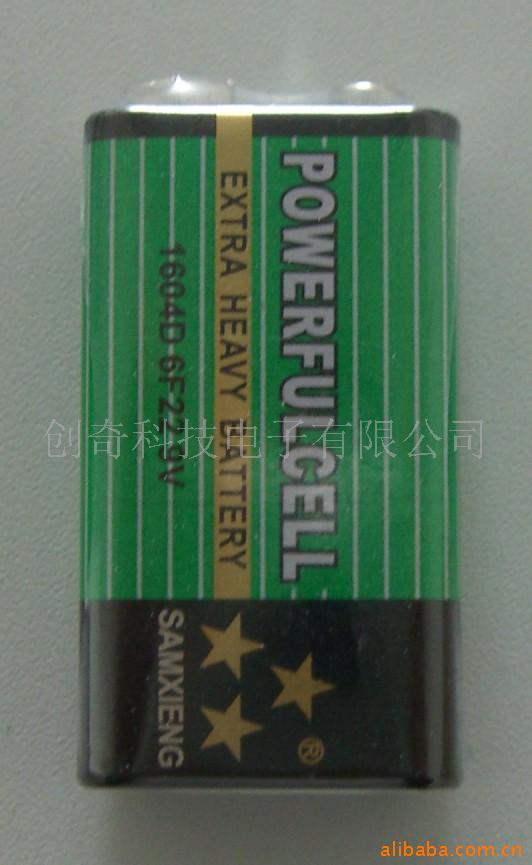 POWERFULCELL
EXTRA HEAVY BATTERY
1604D 6F22 9V
SAMXIENG
®
创奇科技电子有限公司
alibaba.com.cn